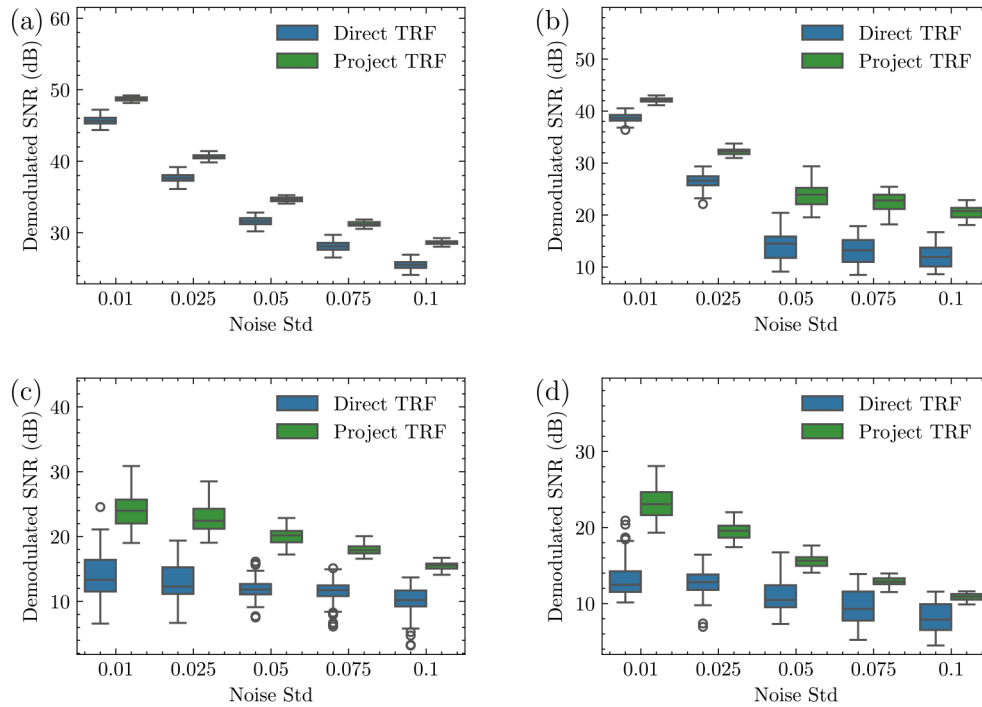 (a)
Demodulated SNR (dB)
60
50
40
30
Direct TRF
Project TRF
0.01 0.025 0.05 0.075 0.1
Noise Std
(b)
Demodulated SNR (dB)
50
40
30
20
10
Direct TRF
Project TRF
0.01 0.025 0.05 0.075 0.1
Noise Std
(c)
Demodulated SNR (dB)
40
30
20
10
Direct TRF
Project TRF
0.01 0.025 0.05 0.075 0.1
Noise Std
(d)
Demodulated SNR (dB)
30
20
10
Direct TRF
Project TRF
0.01 0.025 0.05 0.075 0.1
Noise Std